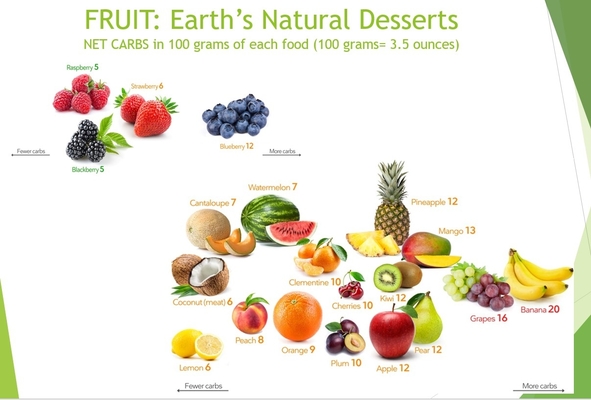 FRUIT: Earth's Natural Desserts
NET CARBS in 100 grams of each food (100 grams= 3.5 ounces)
Raspberry 5
Strawberry 6
Blueberry 12
Fewer carbs
More carbs
Blackberry 5
Watermelon 7
Cantaloupe 7
Pineapple 12
Mango 13
Clementine 10
Coconut (meat) 6
Cherries 10
Kiwi 12
Banana 20
Grapes 16
Peach 8
Orange 9
Pear 12
Plum 10
Lemon 6
Apple 12
Fewer carbs
More carbs